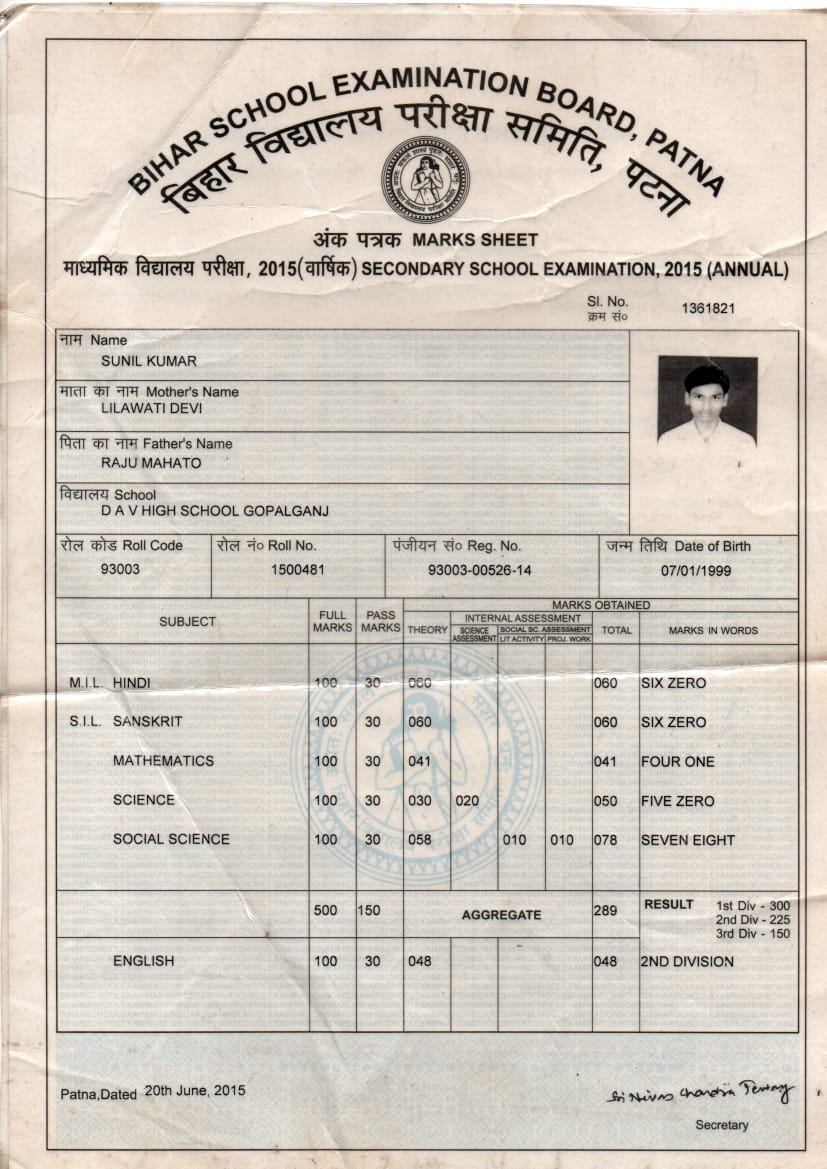 BIHAR SCHOOL EXAMINATION BOARD, PATNA
बिहार विद्यालय परीक्षा समिति, पटना
अंक पत्रक MARKS SHEET
माध्यमिक विद्यालय परीक्षा, 2015(वार्षिक) SECONDARY SCHOOL EXAMINATION, 2015 (ANNUAL)
Sl. No. 1361821
क्रम सं०
नाम Name
SUNIL KUMAR
माता का नाम Mother's Name
LILAWATI DEVI
पिता का नाम Father's Name
RAJU MAHATO
विद्यालय School
D A V HIGH SCHOOL GOPALGANJ
रोल कोड Roll Code रोल नं० Roll No. पंजीयन सं० Reg. No. जन्म तिथि Date of Birth
93003 1500481 93003-00526-14 07/01/1999
MARKS OBTAINED
SUBJECT FULL MARKS PASS MARKS THEORY INTERNAL ASSESSMENT TOTAL MARKS IN WORDS
SCIENCE ASSESSMENT SOCIAL SC. ASSESSMENT
LIT ACTIVITY PROJ. WORK
M.I.L. HINDI 100 30 060 060 SIX ZERO
S.I.L. SANSKRIT 100 30 060 060 SIX ZERO
MATHEMATICS 100 30 041 041 FOUR ONE
SCIENCE 100 30 030 020 050 FIVE ZERO
SOCIAL SCIENCE 100 30 058 010 010 078 SEVEN EIGHT
500 150 AGGREGATE 289 RESULT 1st Div - 300
2nd Div - 225
3rd Div - 150
ENGLISH 100 30 048 048 2ND DIVISION
Patna,Dated 20th June, 2015
Secretary